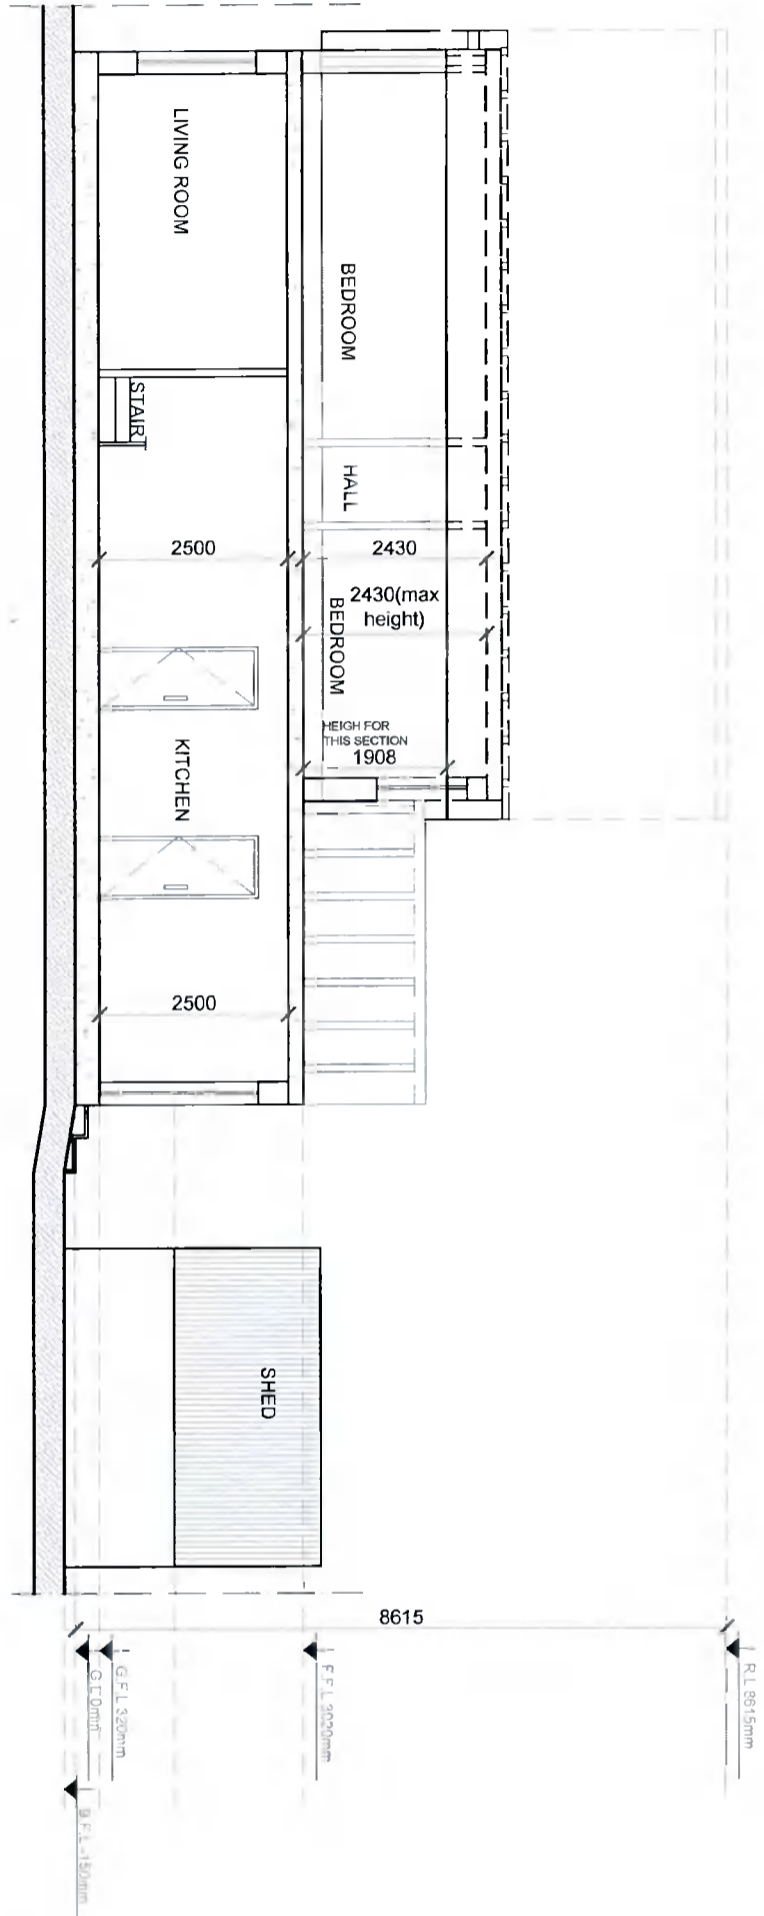 LIVING ROOM
BEDROOM
STAIR
HALL
2500
2430
2430(max
height)
BEDROOM
HEIGH FOR
THIS SECTION
1908
KITCHEN
2500
SHED
8615
R.L 8615mm
F.F.L 3020mm
G.F.L 320mm
G.L 0mm